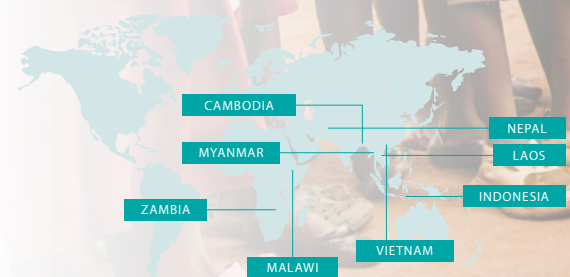 CAMBODIA
NEPAL
MYANMAR
LAOS
INDONESIA
ZAMBIA
VIETNAM
MALAWI